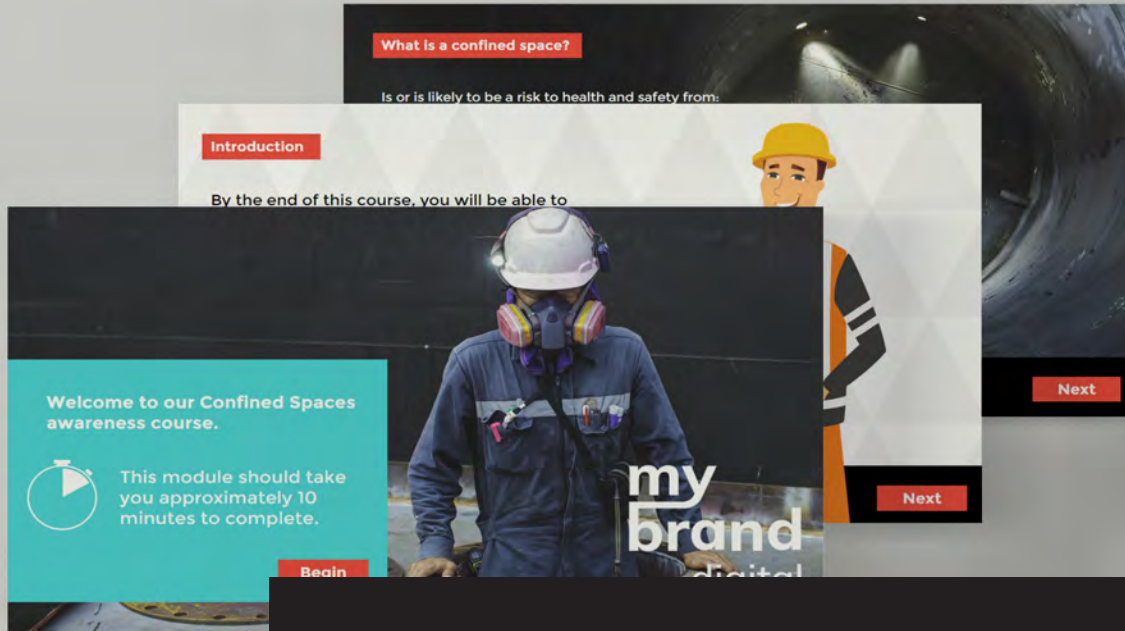 What is a confined space?
Is or is likely to be a risk to health and safety from:
Introduction
By the end of this course, you will be able to
Welcome to our Confined Spaces
awareness course.
This module should take
you approximately 10
minutes to complete.
Begin
my
brand
digital
Next
Next